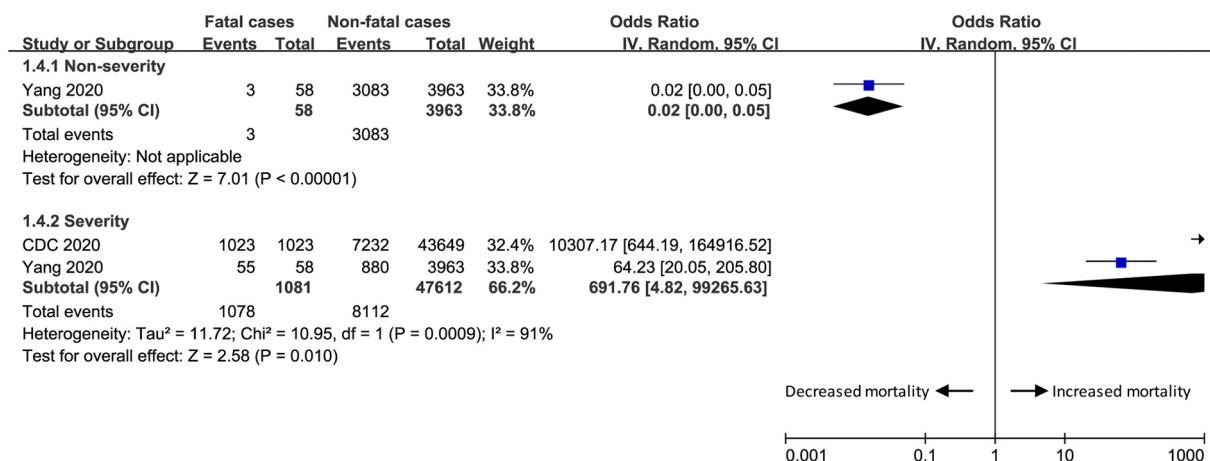 Fatal cases Non-fatal cases Odds Ratio Odds Ratio
Study or Subgroup Events Total Events Total Weight IV, Random, 95% CI IV, Random, 95% CI
1.4.1 Non-severity
Yang 2020 3 58 3083 3963 33.8% 0.02 [0.00, 0.05]
Subtotal (95% CI) 58 3963 33.8% 0.02 [0.00, 0.05]
Total events 3 3083
Heterogeneity: Not applicable
Test for overall effect: Z = 7.01 (P < 0.00001)
1.4.2 Severity
CDC 2020 1023 1023 7232 43649 32.4% 10307.17 [644.19, 164916.52]
Yang 2020 55 58 880 3963 33.8% 64.23 [20.05, 205.80]
Subtotal (95% CI) 1081 47612 66.2% 691.76 [4.82, 99265.63]
Total events 1078 8112
Heterogeneity: Tau² = 11.72; Chi² = 10.95, df = 1 (P = 0.0009); I² = 91%
Test for overall effect: Z = 2.58 (P = 0.010)
Decreased mortality Increased mortality
0.001 0.1 1 10 1000